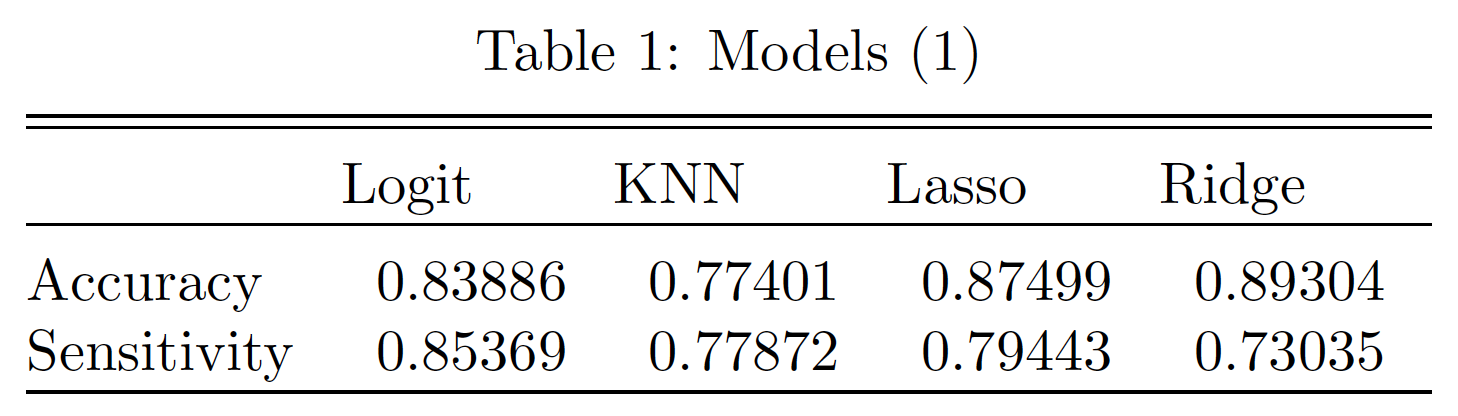 Table 1: Models (1)
Logit KNN Lasso Ridge
Accuracy 0.83886 0.77401 0.87499 0.89304
Sensitivity 0.85369 0.77872 0.79443 0.73035